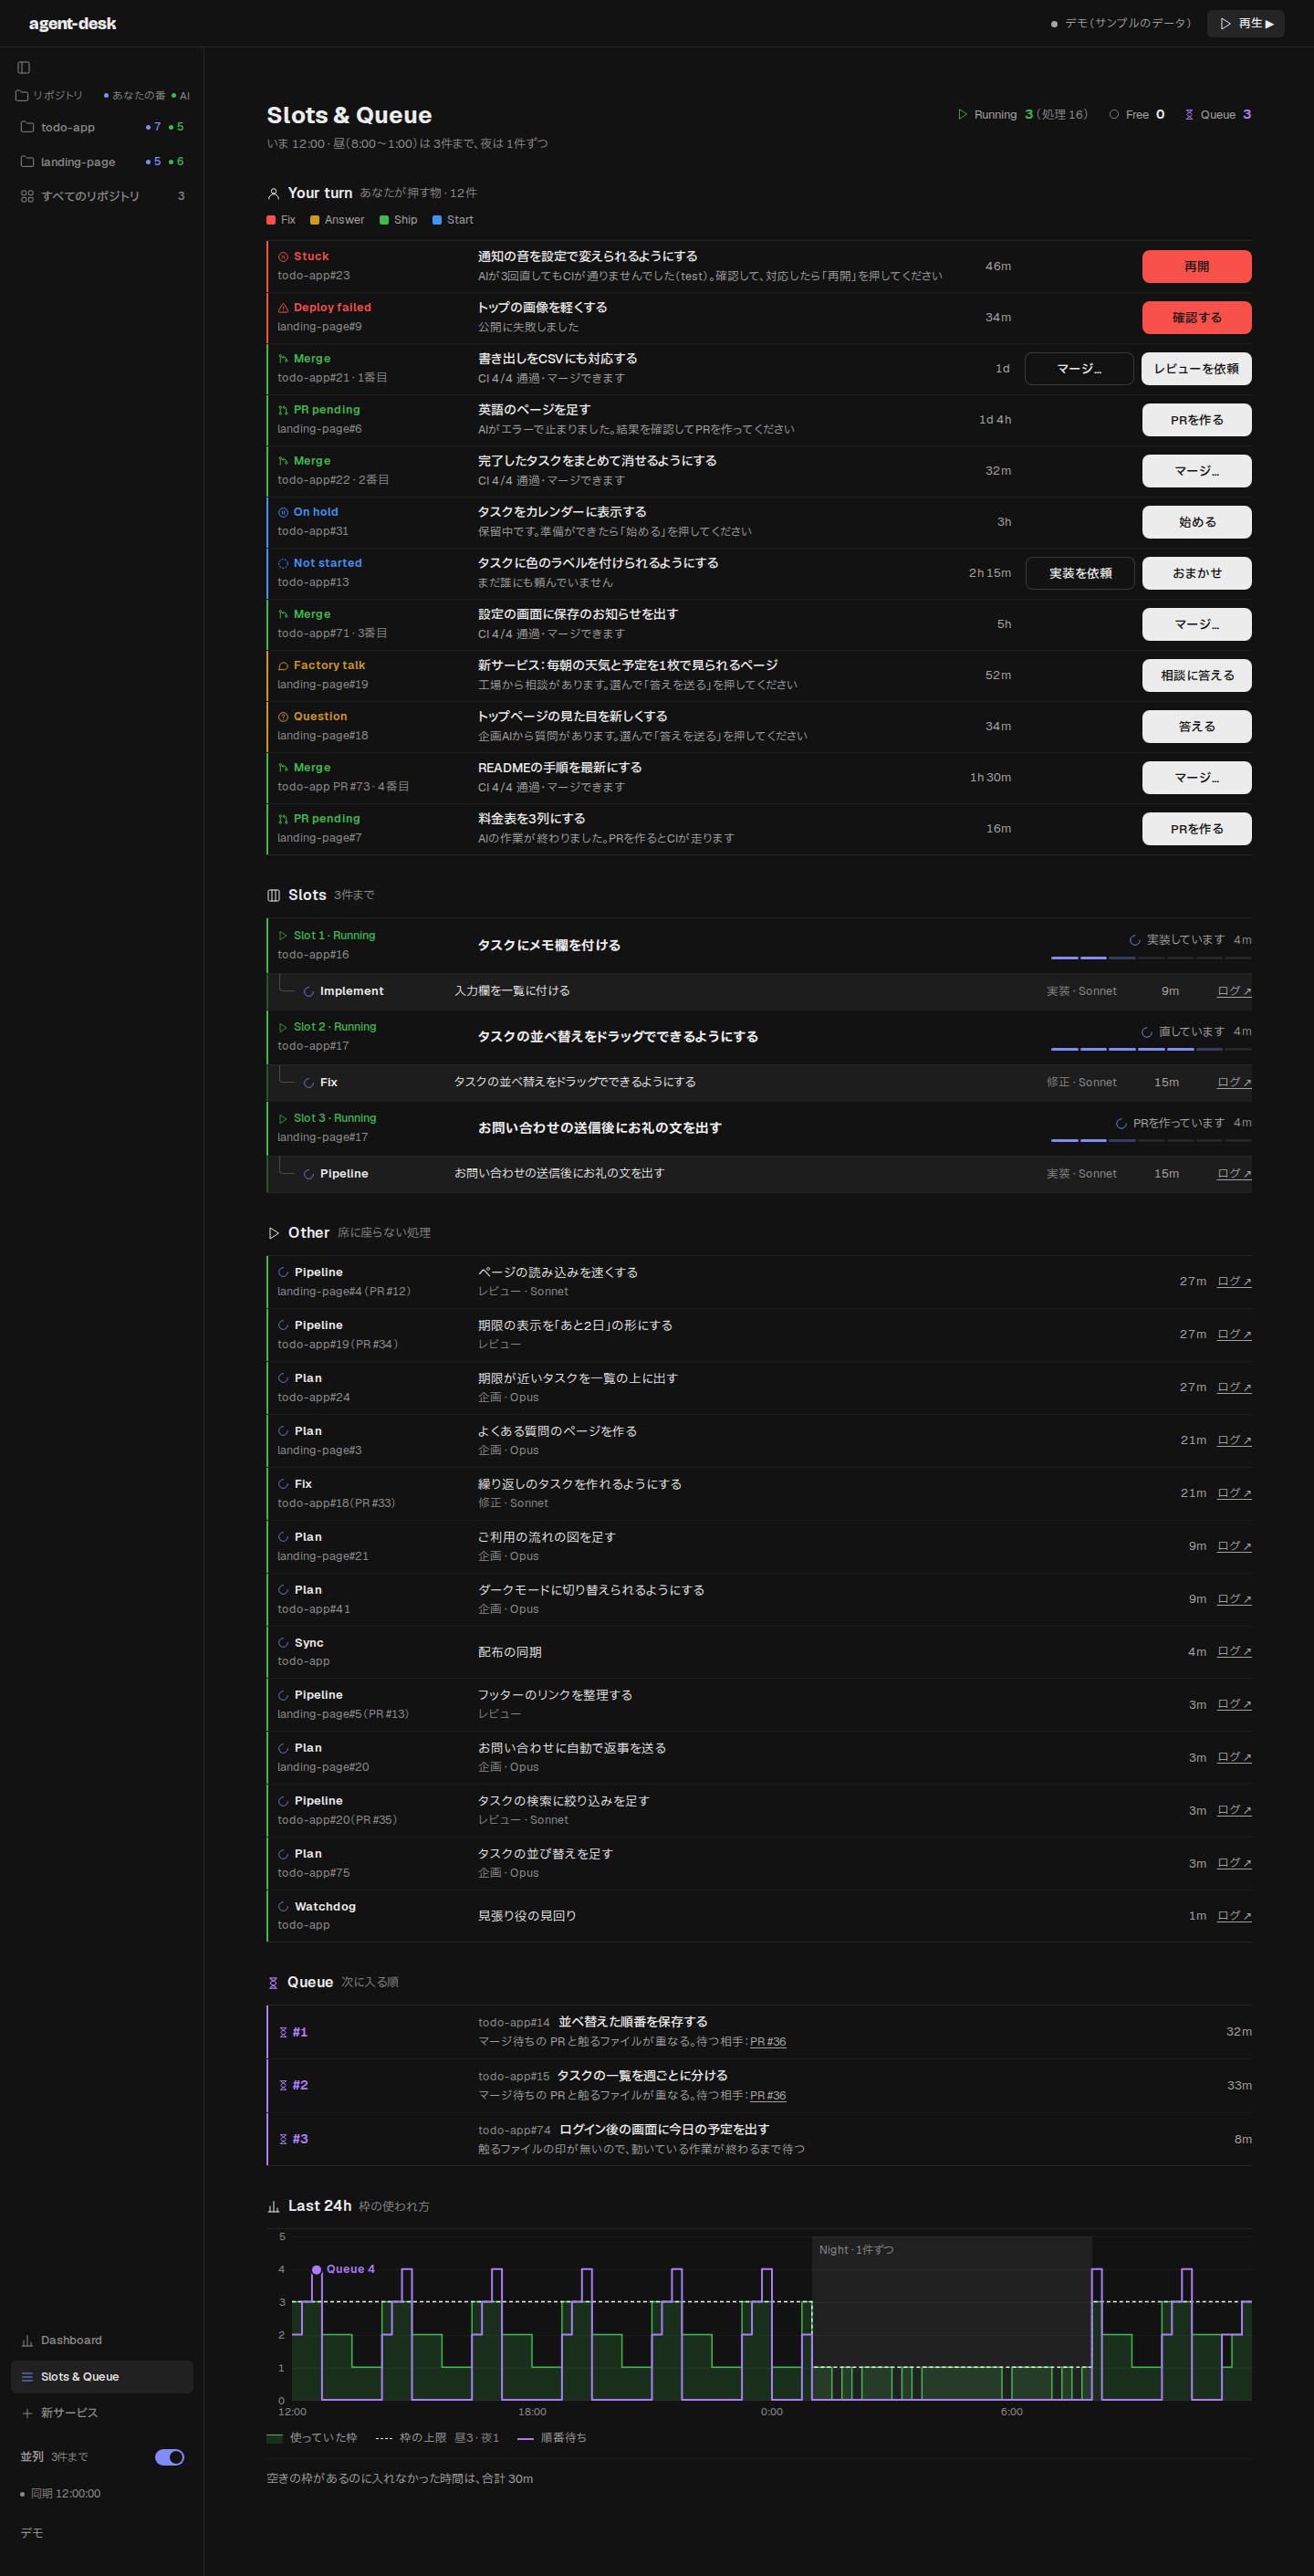 agent-desk
デモ（サンプルのデータ）
再生 ▶
リポジトリ
あなたの番
AI
todo-app 7 5
landing-page 5 6
すべてのリポジトリ 3
Slots & Queue
Running 3（処理 16） Free 0 Queue 3
いま 12:00 · 昼（8:00〜1:00）は 3件まで、夜は 1件ずつ
Your turn あなたが押す物 · 12件
Fix Answer Ship Start
Stuck
todo-app#23
通知の音を設定で変えられるようにする
AIが3回直してもCIが通りませんでした（test）。確認して、対応したら「再開」を押してください
46m
再開
Deploy failed
landing-page#9
トップの画像を軽くする
公開に失敗しました
34m
確認する
Merge
todo-app#21 · 1番目
書き出しをCSVにも対応する
CI 4/4 通過・マージできます
1d
マージ…
レビューを依頼
PR pending
landing-page#6
英語のページを足す
AIがエラーで止まりました。結果を確認してPRを作ってください
1d 4h
PRを作る
Merge
todo-app#22 · 2番目
完了したタスクをまとめて消せるようにする
CI 4/4 通過・マージできます
32m
マージ…
On hold
todo-app#31
タスクをカレンダーに表示する
保留中です。準備ができたら「始める」を押してください
3h
始める
Not started
todo-app#13
タスクに色のラベルを付けられるようにする
まだ誰にも頼んでいません
2h 15m
実装を依頼
おまかせ
Merge
todo-app#71 · 3番目
設定の画面に保存のお知らせを出す
CI 4/4 通過・マージできます
5h
マージ…
Factory talk
landing-page#19
新サービス：毎朝の天気と予定を1枚で見られるページ
工場から相談があります。選んで「答えを送る」を押してください
52m
相談に答える
Question
landing-page#18
トップページの見た目を新しくする
企画AIから質問があります。選んで「答えを送る」を押してください
34m
答える
Merge
todo-app PR #73 · 4番目
READMEの手順を最新にする
CI 4/4 通過・マージできます
1h 30m
マージ…
PR pending
landing-page#7
料金表を3列にする
AIの作業が終わりました。PRを作るとCIが走ります
16m
PRを作る
Slots 3件まで
Slot 1 · Running
todo-app#16
タスクにメモ欄を付ける
実装しています 4m
Implement 入力欄を一覧に付ける 実装 · Sonnet 9m ログ ↗
Slot 2 · Running
todo-app#17
タスクの並べ替えをドラッグでできるようにする
直しています 4m
Fix タスクの並べ替えをドラッグでできるようにする 修正 · Sonnet 15m ログ ↗
Slot 3 · Running
landing-page#17
お問い合わせの送信後にお礼の文を出す
PRを作っています 4m
Pipeline お問い合わせの送信後にお礼の文を出す 実装 · Sonnet 15m ログ ↗
Other 席に座らない処理
Pipeline
landing-page#4（PR #12）
ページの読み込みを速くする
レビュー · Sonnet
27m ログ ↗
Pipeline
todo-app#19（PR #34）
期限の表示を「あと2日」の形にする
レビュー
27m ログ ↗
Plan
todo-app#24
期限が近いタスクを一覧の上に出す
企画 · Opus
27m ログ ↗
Plan
landing-page#3
よくある質問のページを作る
企画 · Opus
21m ログ ↗
Fix
todo-app#18（PR #33）
繰り返しのタスクを作れるようにする
修正 · Sonnet
21m ログ ↗
Plan
landing-page#21
ご利用の流れの図を足す
企画 · Opus
9m ログ ↗
Plan
todo-app#41
ダークモードに切り替えられるようにする
企画 · Opus
9m ログ ↗
Sync
todo-app
配布の同期
4m ログ ↗
Pipeline
landing-page#5（PR #13）
フッターのリンクを整理する
レビュー
3m ログ ↗
Plan
landing-page#20
お問い合わせに自動で返事を送る
企画 · Opus
3m ログ ↗
Pipeline
todo-app#20（PR #35）
タスクの検索に絞り込みを足す
レビュー · Sonnet
3m ログ ↗
Plan
todo-app#75
タスクの並び替えを足す
企画 · Opus
3m ログ ↗
Watchdog
todo-app
見張り役の見回り
1m ログ ↗
Queue 次に入る順
#1
todo-app#14 並べ替えた順番を保存する
マージ待ちの PR と触るファイルが重なる。待つ相手：PR #36
32m
#2
todo-app#15 タスクの一覧を週ごとに分ける
マージ待ちの PR と触るファイルが重なる。待つ相手：PR #36
33m
#3
todo-app#74 ログイン後の画面に今日の予定を出す
触るファイルの印が無いので、動いている作業が終わるまで待つ
8m
Last 24h 枠の使われ方
5
4
3
2
1
0
Queue 4
Night · 1件ずつ
12:00 18:00 0:00 6:00
使っていた枠 枠の上限 昼3・夜1 順番待ち
空きの枠があるのに入れなかった時間は、合計 30m
Dashboard
Slots & Queue
新サービス
並列 3件まで
同期 12:00:00
デモ